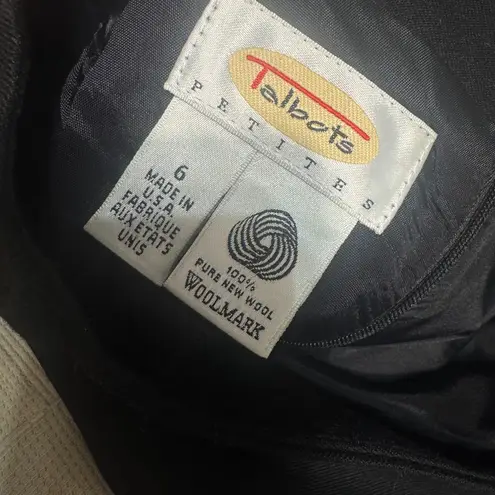 Talbots
PETITES
6
MADE IN
U.S.A.
FABRIQUE
AUX ETATS
UNIS
100%
PURE NEW WOOL
WOOLMARK